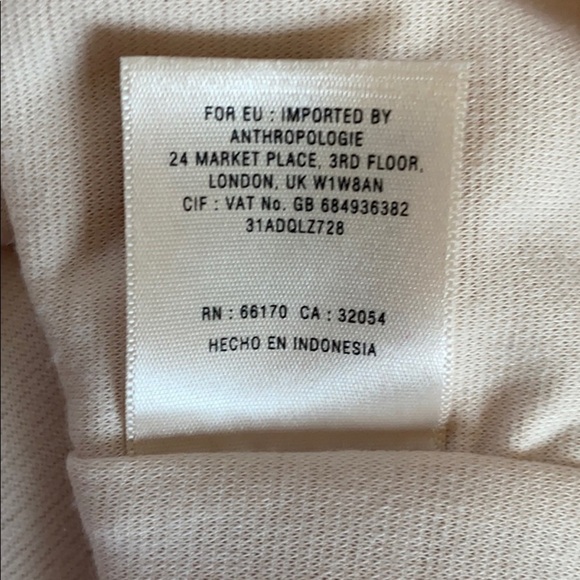 FOR EU : IMPORTED BY
ANTHROPOLOGIE
24 MARKET PLACE, 3RD FLOOR,
LONDON, UK W1W8AN
CIF : VAT No. GB 684936382
31ADQLZ728
RN : 66170 CA : 32054
HECHO EN INDONESIA